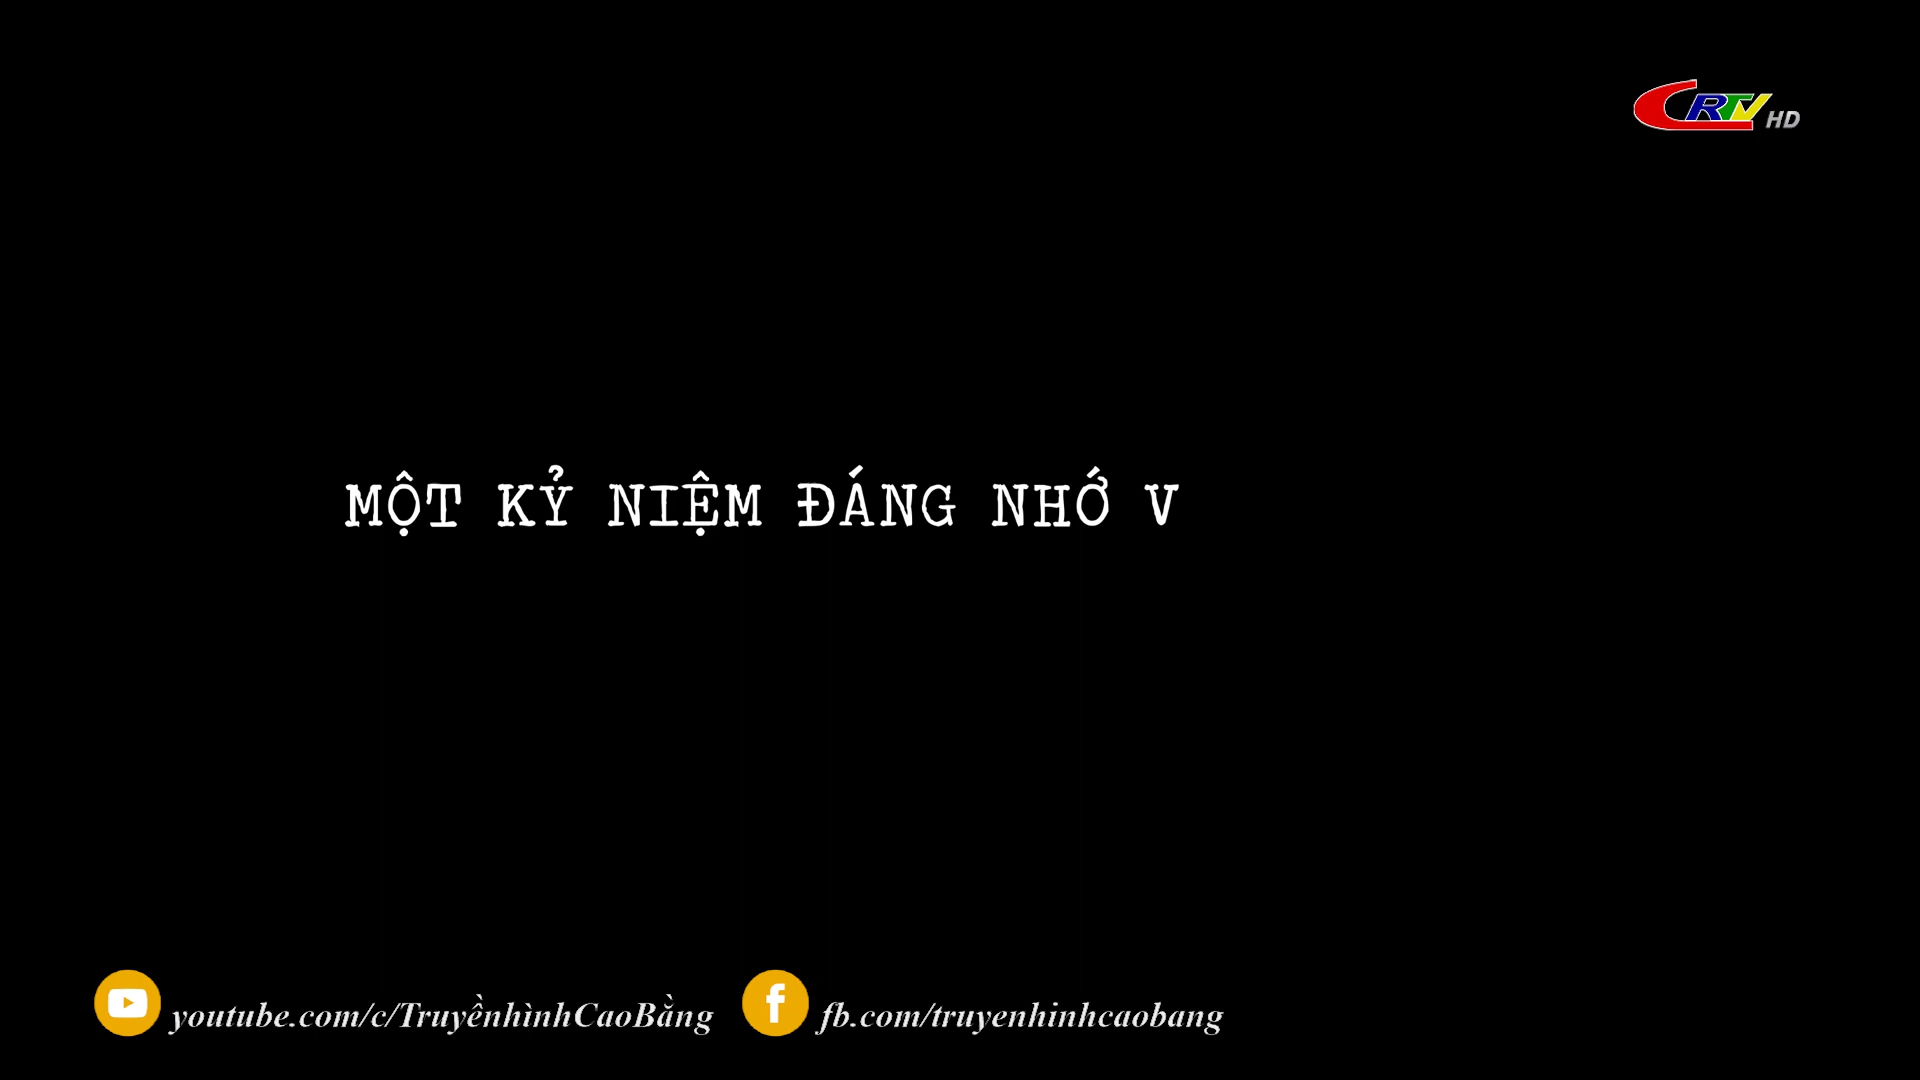 CRTV HD
MỘT KỶ NIỆM ĐÁNG NHỚ V
youtube.com/c/TruyềnhìnhCaoBằng fb.com/truyenhinhcaobang